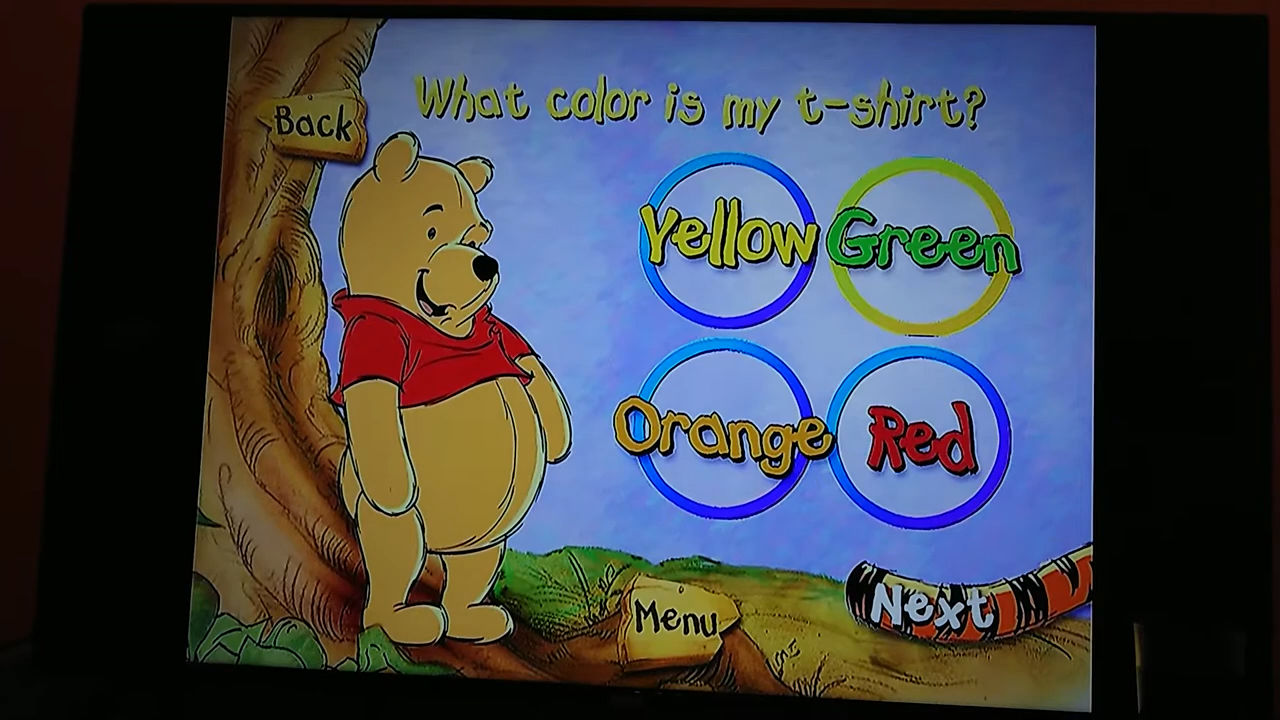 What color is my t-shirt?
Back
Yellow
Green
Orange
Red
Menu
Next